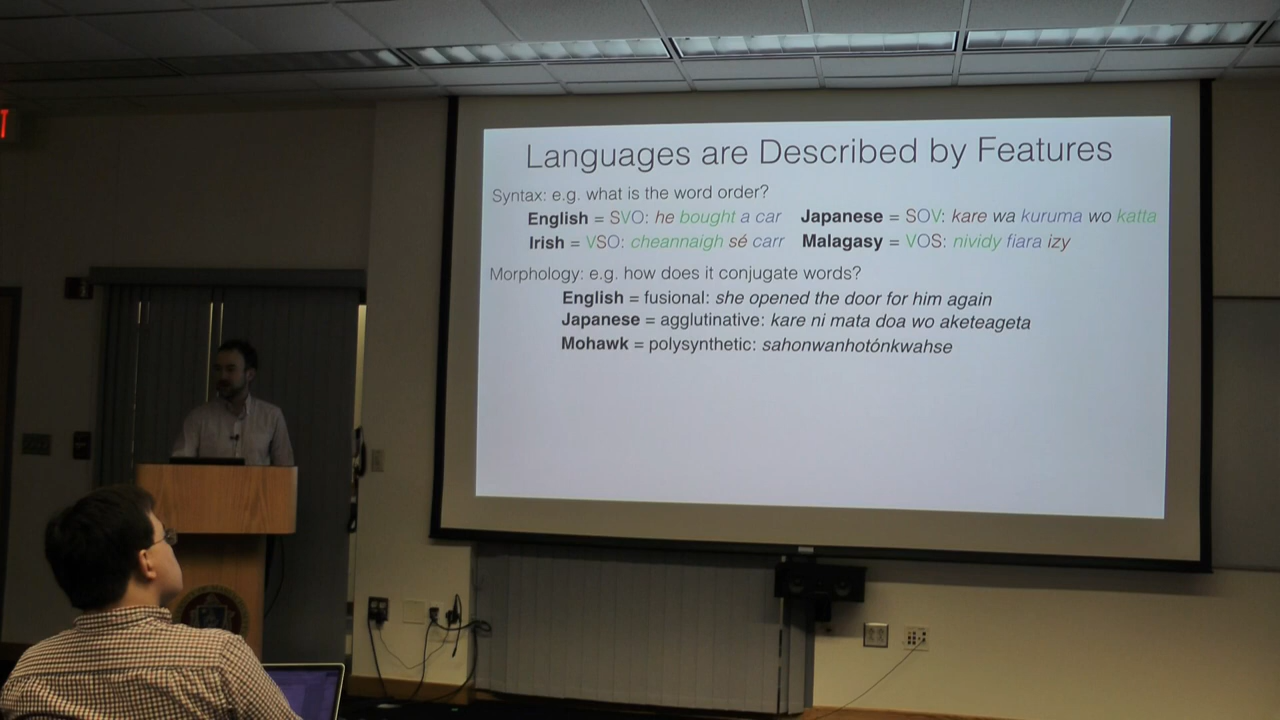 Languages are Described by Features
Syntax: e.g. what is the word order?
English = SVO: he bought a car Japanese = SOV: kare wa kuruma wo katta
Irish = VSO: cheannaigh sé carr Malagasy = VOS: nividy fiara izy
Morphology: e.g. how does it conjugate words?
English = fusional: she opened the door for him again
Japanese = agglutinative: kare ni mata doa wo aketeageta
Mohawk = polysynthetic: sahonwanhotónkwahse